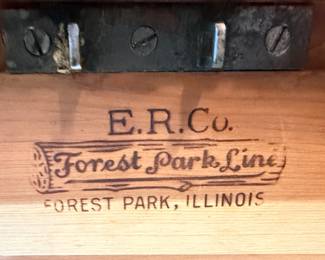 E.R.Co.
Forest Park Line
FOREST PARK, ILLINOIS